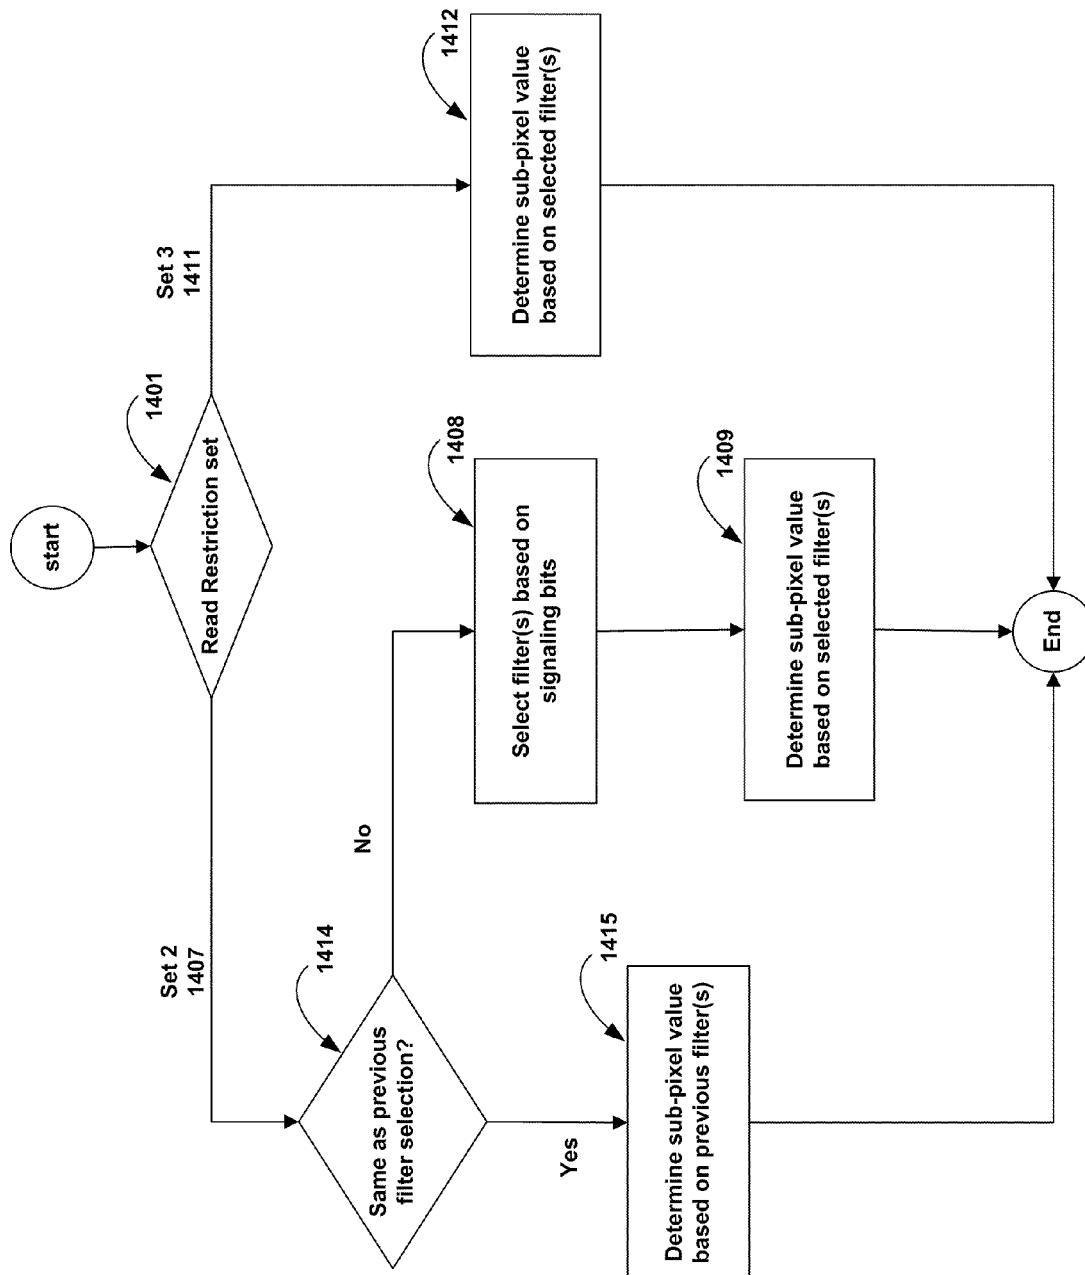 start
1401
Read Restriction set
Set 2
1407
Set 3
1411
1414
Same as previous
filter selection?
No
Yes
1408
Select filter(s) based on
signaling bits
1412
Determine sub-pixel value
based on selected filter(s)
1415
Determine sub-pixel value
based on previous filter(s)
1409
Determine sub-pixel value
based on selected filter(s)
End